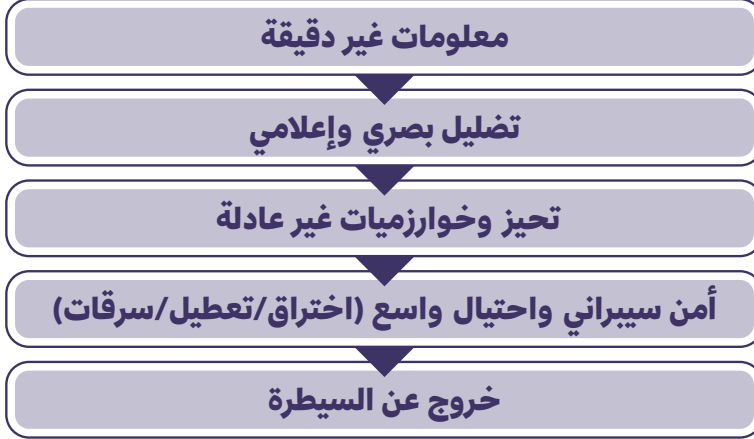 معلومات غير دقيقة
تضليل بصري وإعلامي
تحيز وخوارزميات غير عادلة
أمن سيبراني واحتيال واسع (اختراق/تعطيل/سرقات)
خروج عن السيطرة